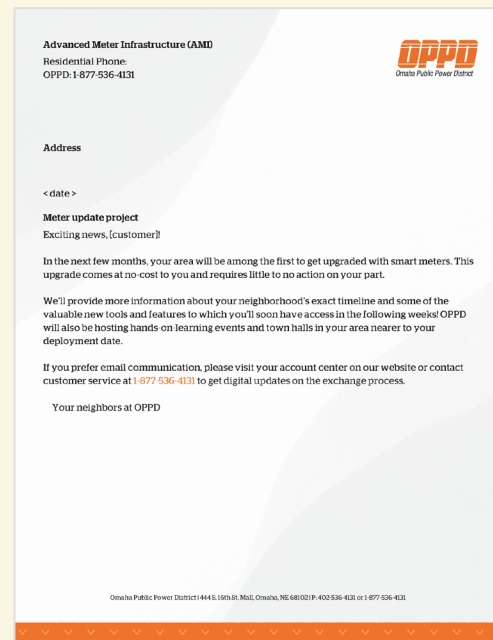 Advanced Meter Infrastructure (AMI)
Residential Phone:
OPPD: 1-877-536-4131
OPPD
Omaha Public Power District
Address
< date >
Meter update project
Exciting news, [customer]!
In the next few months, your area will be among the first to get upgraded with smart meters. This
upgrade comes at no-cost to you and requires little to no action on your part.
We'll provide more information about your neighborhood's exact timeline and some of the
valuable new tools and features to which you'll soon have access in the following weeks! OPPD
will also be hosting hands-on-learning events and town halls in your area nearer to your
deployment date.
If you prefer email communication, please visit your account center on our website or contact
customer service at 1-877-536-4131 to get digital updates on the exchange process.
Your neighbors at OPPD
Omaha Public Power District | 444 S. 16th St. Mall, Omaha, NE 68102 | P: 402-536-4131 or 1-877-536-4131